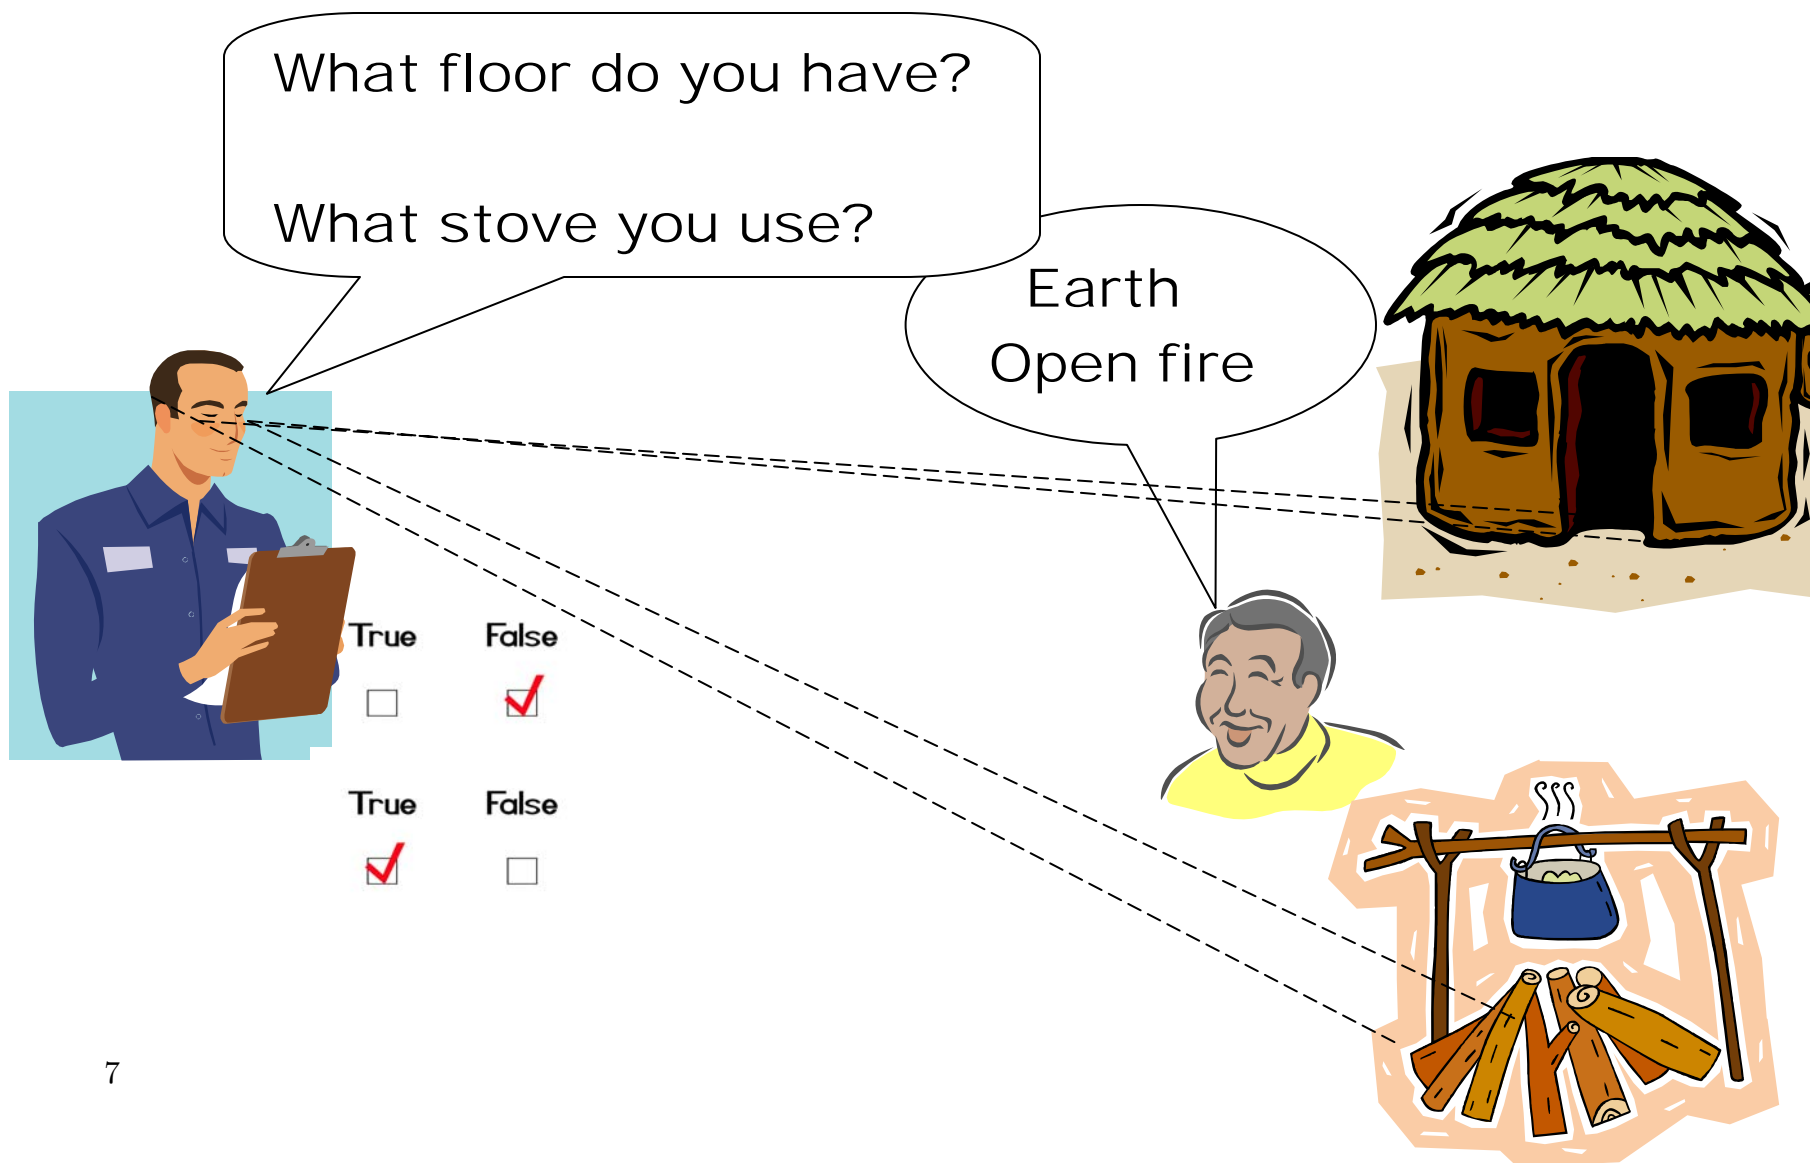 What floor do you have?
What stove you use?
Earth
Open fire
True False
True False
7